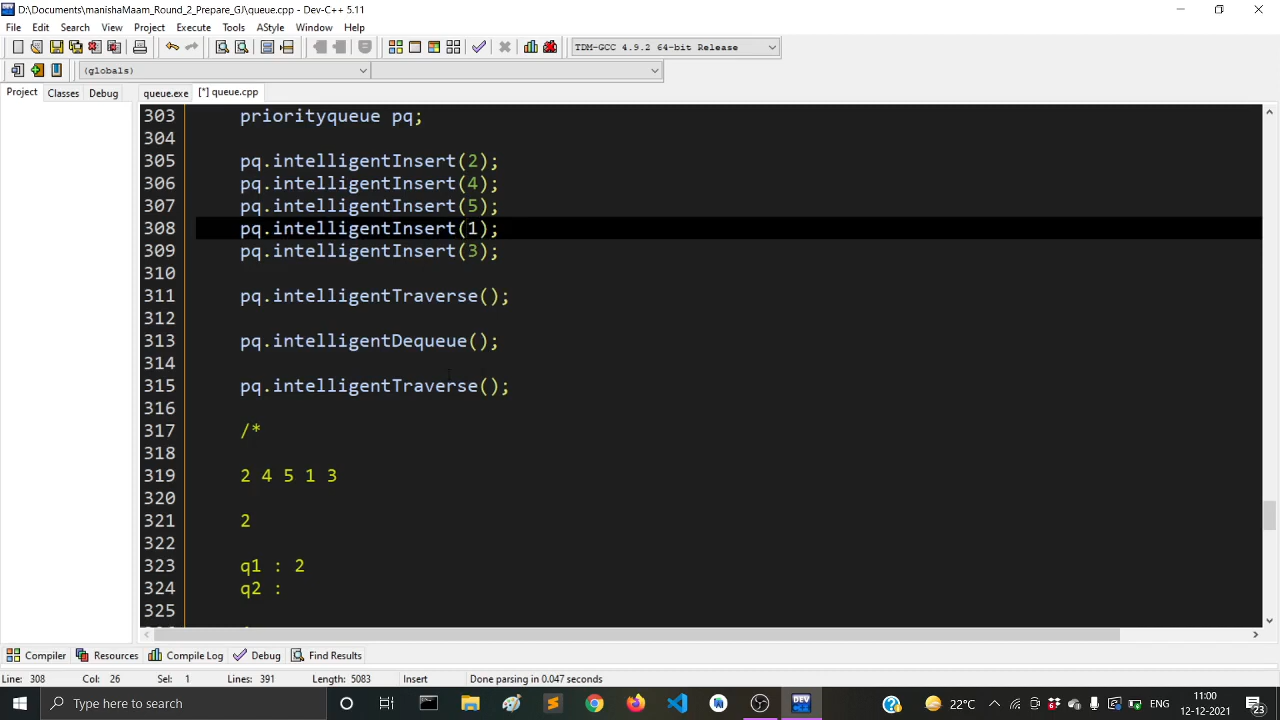 D:\Documents\manishaMaam_Round_2_Prepare_GJ\queue.cpp - Dev-C++ 5.11
File Edit Search View Project Execute Tools AStyle Window Help
TDM-GCC 4.9.2 64-bit Release
(globals)
Project Classes Debug queue.exe [*] queue.cpp
303 priorityqueue pq;
304
305 pq.intelligentInsert(2);
306 pq.intelligentInsert(4);
307 pq.intelligentInsert(5);
308 pq.intelligentInsert(1);
309 pq.intelligentInsert(3);
310
311 pq.intelligentTraverse();
312
313 pq.intelligentDequeue();
314
315 pq.intelligentTraverse();
316
317 /*
318
319 2 4 5 1 3
320
321 2
322
323 q1 : 2
324 q2 :
325
Compiler Resources Compile Log Debug Find Results
Line: 308 Col: 26 Sel: 1 Lines: 391 Length: 5083 Insert Done parsing in 0.047 seconds
Type here to search
22°C ENG 11:00
12-12-2021 23